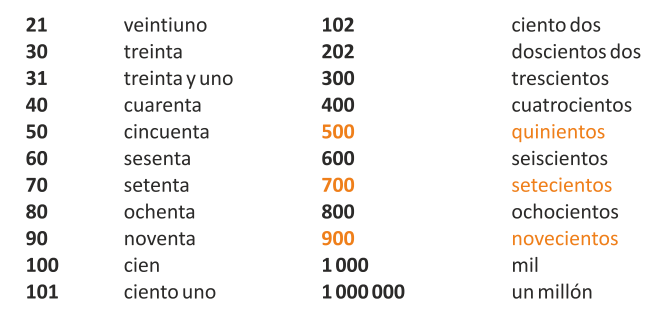 21 veintiuno 102 ciento dos
30 treinta 202 doscientos dos
31 treinta y uno 300 trescientos
40 cuarenta 400 cuatrocientos
50 cincuenta 500 quinientos
60 sesenta 600 seiscientos
70 setenta 700 setecientos
80 ochenta 800 ochocientos
90 noventa 900 novecientos
100 cien 1 000 mil
101 ciento uno 1 000 000 un millón